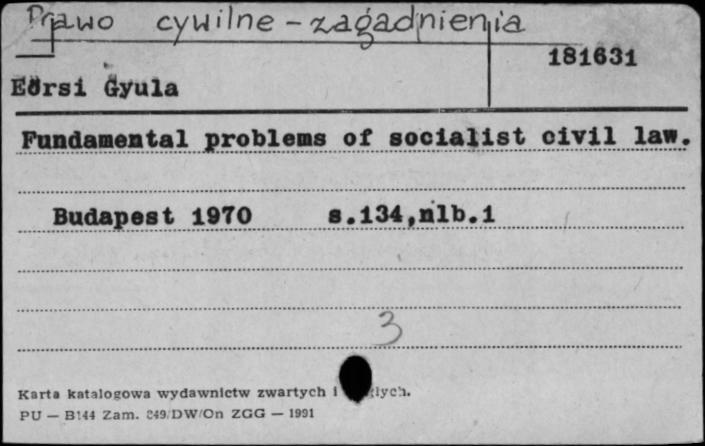 Prawo cywilne - zagadnienia
181631
Eörsi Gyula
Fundamental problems of socialist civil law.
Budapest 1970 s.134,nlb.1
3
Karta katalogowa wydawnictw zwartych i
PU — B144 Zam. 249/DW/On ZGG — 1991